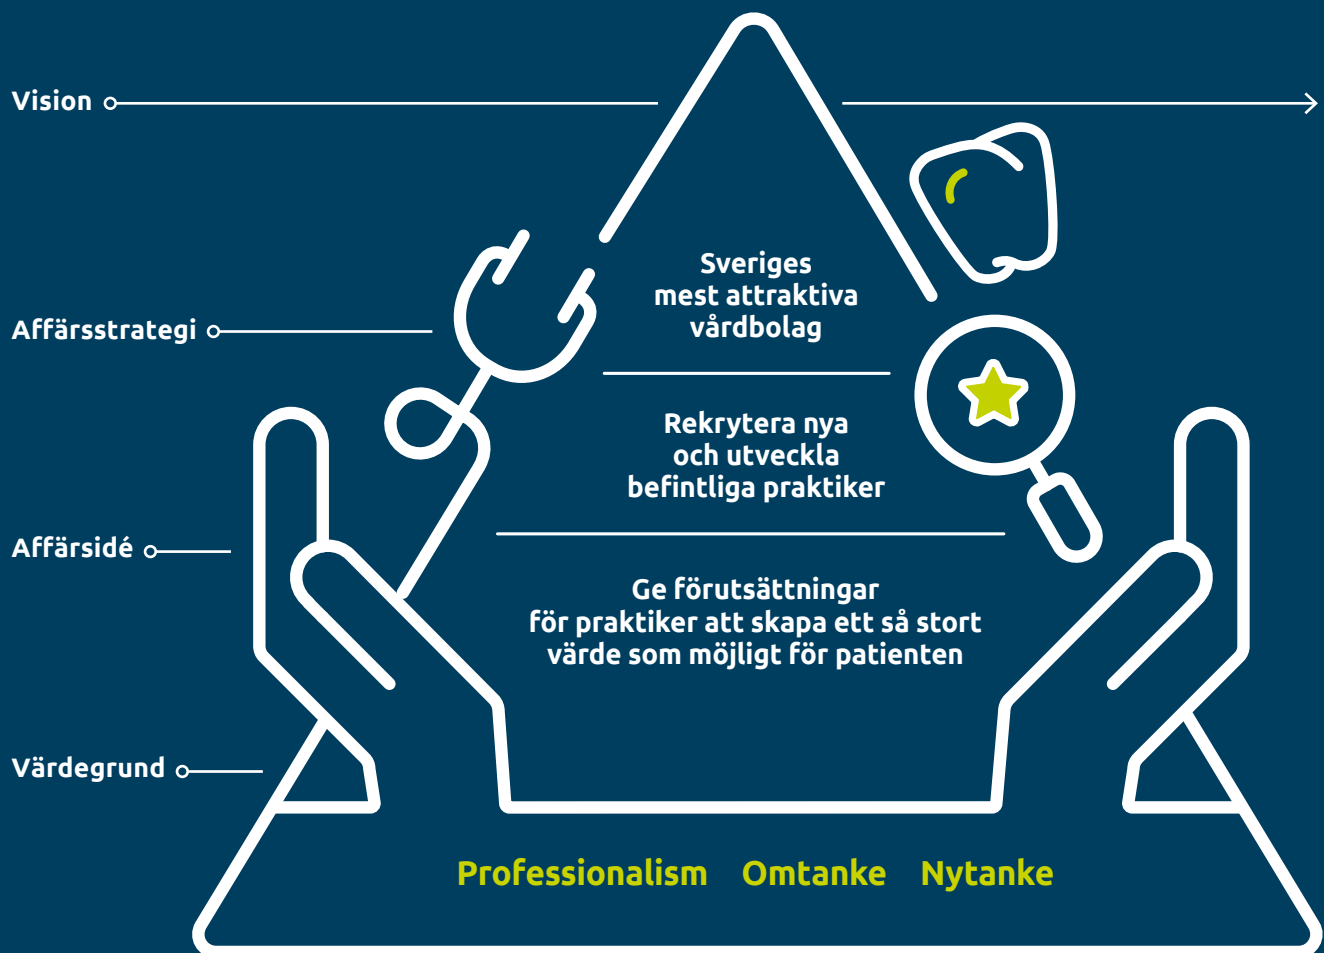 Vision
Sveriges
mest attraktiva
vårdbolag
Affärsstrategi
Rekrytera nya
och utveckla
befintliga praktiker
Affärsidé
Ge förutsättningar
för praktiker att skapa ett så stort
värde som möjligt för patienten
Värdegrund
Professionalism Omtanke Nytanke